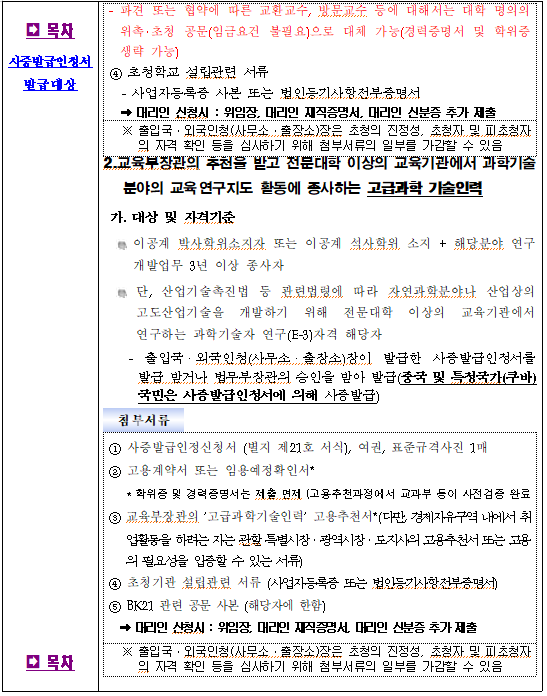 목차
사증발급인정서
발급대상
- 파견 또는 협약에 따른 교환교수, 방문교수 등에 대해서는 대학 명의의
위촉·초청 공문(임금요건 불필요)으로 대체 가능(경력증명서 및 학위증
생략 가능)
④ 초청학교 설립관련 서류
- 사업자등록증 사본 또는 법인등기사항전부증명서
➡ 대리인 신청시 : 위임장, 대리인 재직증명서, 대리인 신분증 추가 제출
※ 출입국·외국인청(사무소·출장소)장은 초청의 진정성, 초청자 및 피초청자
의 자격 확인 등을 심사하기 위해 첨부서류의 일부를 가감할 수 있음
2.교육부장관의 추천을 받고 전문대학 이상의 교육기관에서 과학기술
분야의 교육·연구지도 활동에 종사하는 고급과학 기술인력
가. 대상 및 자격기준
이공계 박사학위소지자 또는 이공계 석사학위 소지 + 해당분야 연구
개발업무 3년 이상 종사자
단, 산업기술촉진법 등 관련법령에 따라 자연과학분야나 산업상의
고도산업기술을 개발하기 위해 전문대학 이상의 교육기관에서
연구하는 과학기술자 연구(E-3)자격 해당자
- 출입국·외국인청(사무소·출장소)장이 발급한 사증발급인정서를
발급 받거나 법무부장관의 승인을 받아 발급(중국 및 특정국가(쿠바)
국민은 사증발급인정서에 의해 사증발급)
첨부서류
① 사증발급인정신청서 (별지 제21호 서식), 여권, 표준규격사진 1매
② 고용계약서 또는 임용예정확인서*
* 학위증 및 경력증명서는 제출 면제 (고용추천과정에서 교과부 등이 사전검증 완료
③ 교육부장관의 '고급과학기술인력' 고용추천서*(다만, 경제자유구역 내에서 취
업활동을 하려는 자는 관할 특별시장·광역시장·도지사의 고용추천서 또는 고용
의 필요성을 입증할 수 있는 서류)
④ 초청기관 설립관련 서류 (사업자등록증 또는 법인등기사항전부증명서)
⑤ BK21 관련 공문 사본 (해당자에 한함)
➡ 대리인 신청시 : 위임장, 대리인 재직증명서, 대리인 신분증 추가 제출
※ 출입국·외국인청(사무소·출장소)장은 초청의 진정성, 초청자 및 피초청자
의 자격 확인 등을 심사하기 위해 첨부서류의 일부를 가감할 수 있음
목차